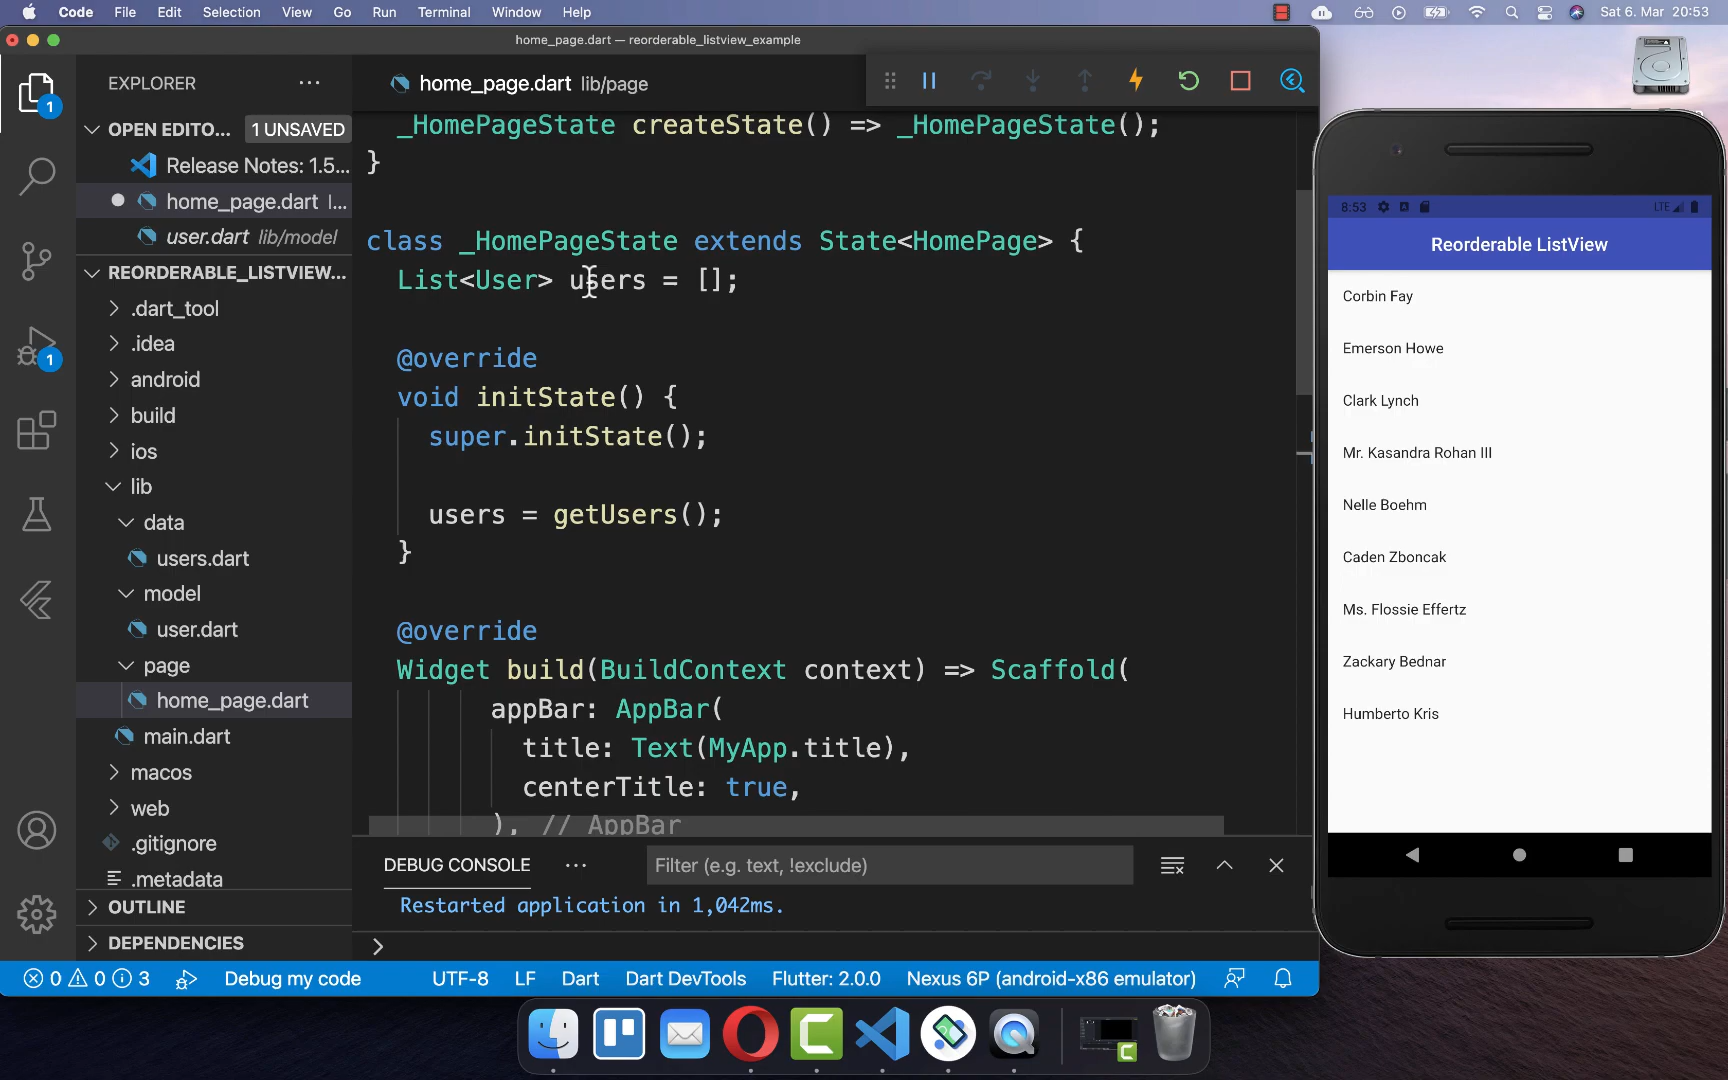 Code File Edit Selection View Go Run Terminal Window Help Sat 6. Mar 20:53
home_page.dart — reorderable_listview_example
EXPLORER
1
OPEN EDITO... 1 UNSAVED
Release Notes: 1.5...
home_page.dart l...
user.dart lib/model
REORDERABLE_LISTVIEW...
.dart_tool
.idea
android
build
ios
lib
data
users.dart
model
user.dart
page
home_page.dart
main.dart
macos
web
.gitignore
.metadata
OUTLINE
DEPENDENCIES
1
home_page.dart lib/page
_HomePageState createState() => _HomePageState();
}
class _HomePageState extends State<HomePage> {
List<User> users = [];
@override
void initState() {
super.initState();
users = getUsers();
}
@override
Widget build(BuildContext context) => Scaffold(
appBar: AppBar(
title: Text(MyApp.title),
centerTitle: true,
), // AppBar
DEBUG CONSOLE
Filter (e.g. text, !exclude)
Restarted application in 1,042ms.
0 0 3 Debug my code UTF-8 LF Dart Dart DevTools Flutter: 2.0.0 Nexus 6P (android-x86 emulator)
8:53 LTE
Reorderable ListView
Corbin Fay
Emerson Howe
Clark Lynch
Mr. Kasandra Rohan III
Nelle Boehm
Caden Zboncak
Ms. Flossie Effertz
Zackary Bednar
Humberto Kris